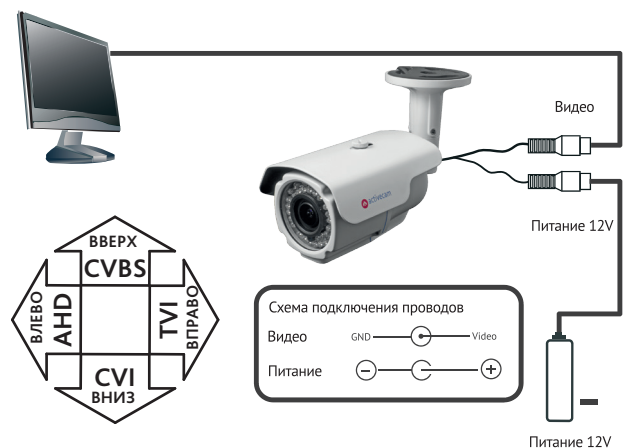 Видео
activecam
Питание 12V
ВВЕРХ
CVBS
ВЛЕВО
AHD
TVI
ВПРАВО
CVI
ВНИЗ
Схема подключения проводов
Видео GND Video
Питание − +
Питание 12V